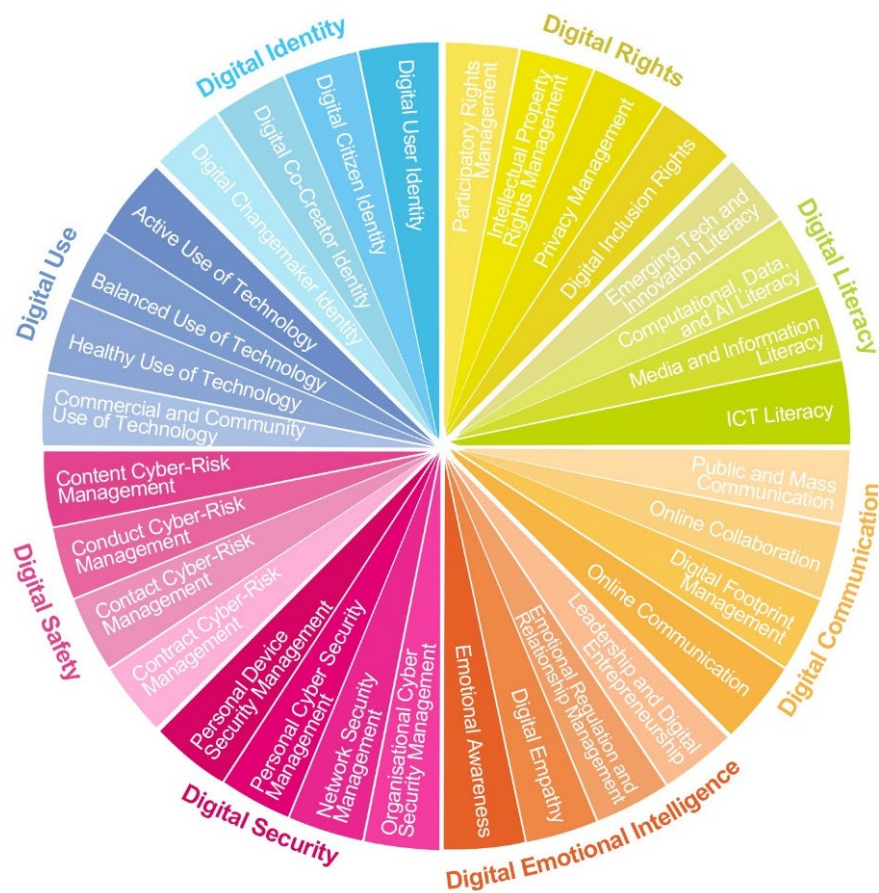 Digital Identity
Digital User Identity
Digital Citizen Identity
Digital Co-Creator Identity
Digital Changemaker Identity
Digital Rights
Participatory Rights
Management
Intellectual Property
Rights Management
Privacy Management
Digital Inclusion Rights
Digital Literacy
Emerging Tech and
Innovation Literacy
Computational, Data,
and AI Literacy
Media and Information
Literacy
ICT Literacy
Digital Communication
Public and Mass
Communication
Online Collaboration
Digital Footprint
Management
Online Communication
Digital Emotional Intelligence
Leadership and Digital
Entrepreneurship
Emotional Regulation and
Relationship Management
Digital Empathy
Emotional Awareness
Digital Security
Organisational Cyber
Security Management
Network Security
Management
Personal Cyber Security
Management
Personal Device
Security Management
Digital Safety
Contract Cyber-Risk
Management
Contact Cyber-Risk
Management
Conduct Cyber-Risk
Management
Content Cyber-Risk
Management
Digital Use
Commercial and Community
Use of Technology
Healthy Use of Technology
Balanced Use of Technology
Active Use of Technology